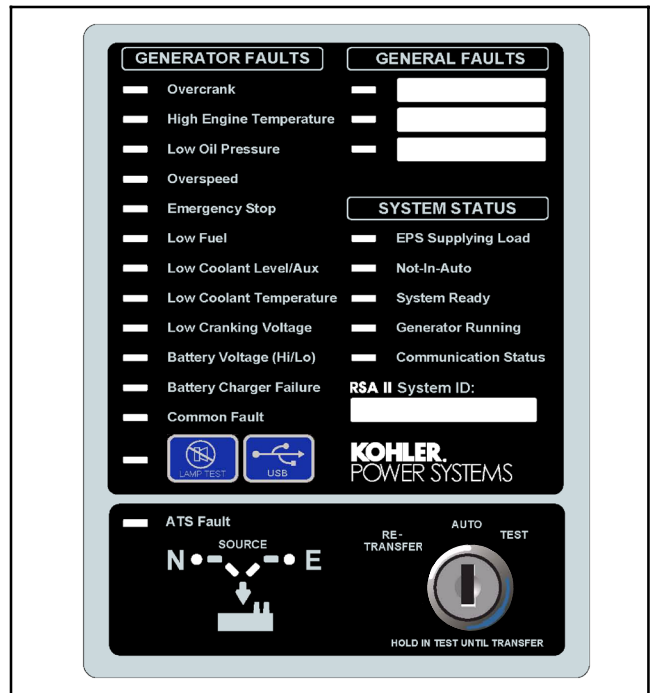 GENERATOR FAULTS
Overcrank
High Engine Temperature
Low Oil Pressure
Overspeed
Emergency Stop
Low Fuel
Low Coolant Level/Aux
Low Coolant Temperature
Low Cranking Voltage
Battery Voltage (Hi/Lo)
Battery Charger Failure
Common Fault
LAMP TEST
USB
GENERAL FAULTS
SYSTEM STATUS
EPS Supplying Load
Not-In-Auto
System Ready
Generator Running
Communication Status
RSA II System ID:
KOHLER.
POWER SYSTEMS
ATS Fault
SOURCE
N E
RE-
TRANSFER
AUTO
TEST
HOLD IN TEST UNTIL TRANSFER